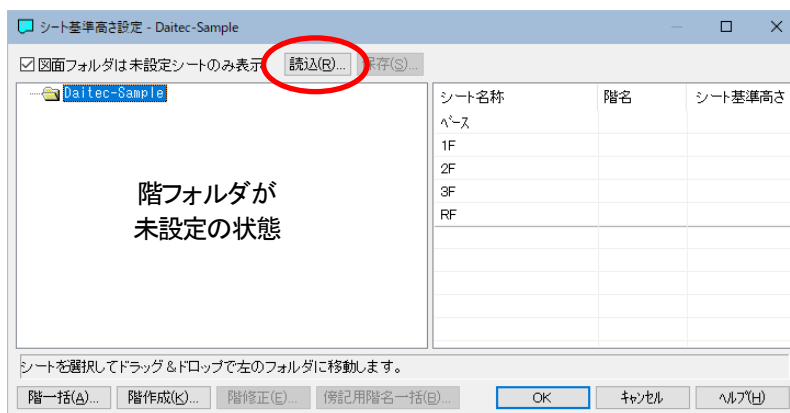 シート基準高さ設定 - Daitec-Sample
図面フォルダは未設定シートのみ表示 読込(R)... 保存(S)...
Daitec-Sample
シート名称 階名 シート基準高さ
ﾍﾞｰｽ
1F
2F
3F
RF
階フォルダが
未設定の状態
シートを選択してドラッグ&ドロップで左のフォルダに移動します。
階一括(A)... 階作成(K)... 階修正(E)... 傍記用階名一括(B)... OK ｷｬﾝｾﾙ ﾍﾙﾌﾟ(H)